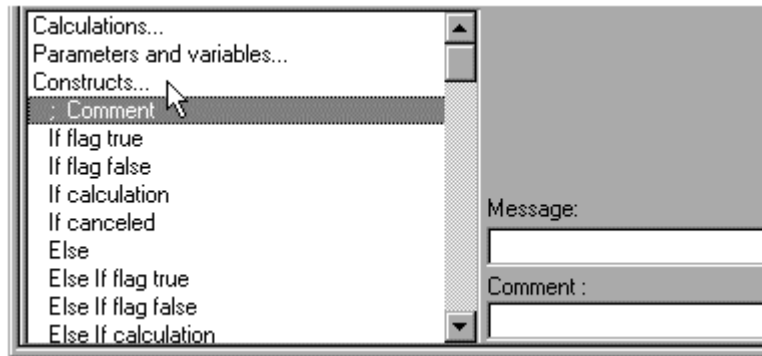 Calculations...
Parameters and variables...
Constructs...
; Comment
If flag true
If flag false
If calculation
If canceled
Else
Else If flag true
Else If flag false
Else If calculation
Message:
Comment :